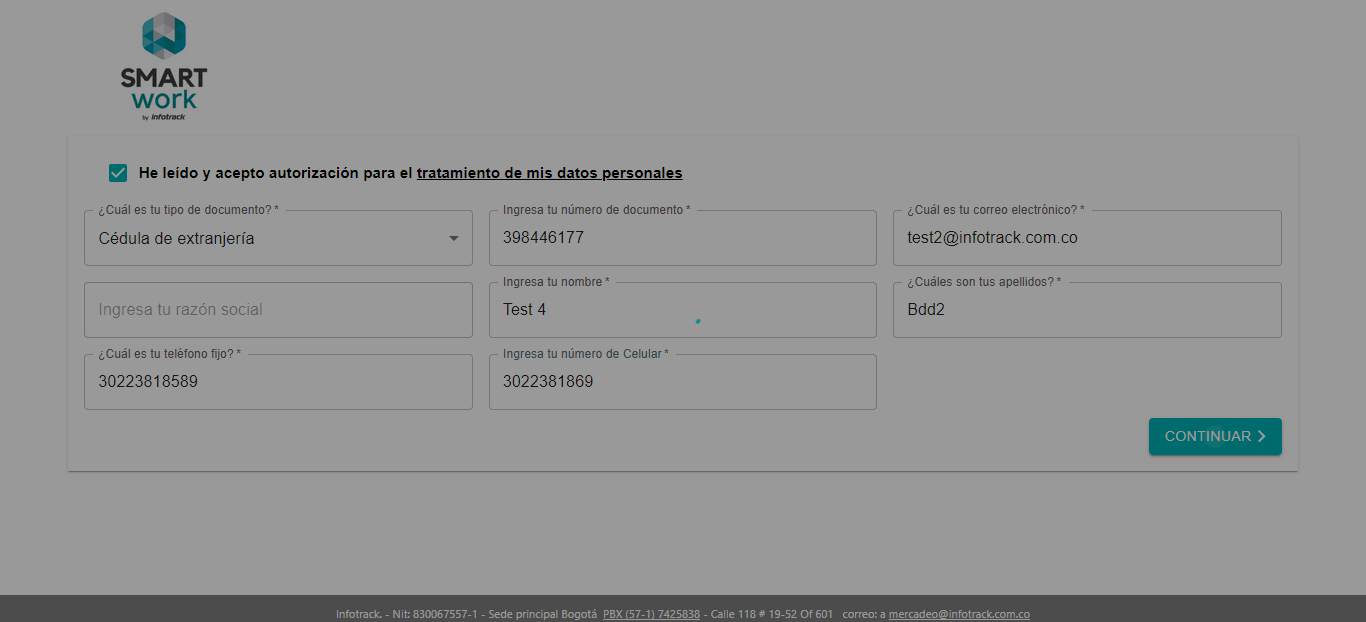 SMART
work
by infotrack
He leído y acepto autorización para el tratamiento de mis datos personales
¿Cuál es tu tipo de documento? *
Cédula de extranjería
Ingresa tu número de documento *
398446177
¿Cuál es tu correo electrónico? *
test2@infotrack.com.co
Ingresa tu razón social
Ingresa tu nombre *
Test 4
¿Cuáles son tus apellidos? *
Bdd2
¿Cuál es tu teléfono fijo? *
30223818589
Ingresa tu número de Celular *
3022381869
CONTINUAR
Infotrack. - Nit: 830067557-1 - Sede principal Bogotá PBX (57-1) 7425838 - Calle 118 # 19-52 Of 601 correo: a mercadeo@infotrack.com.co